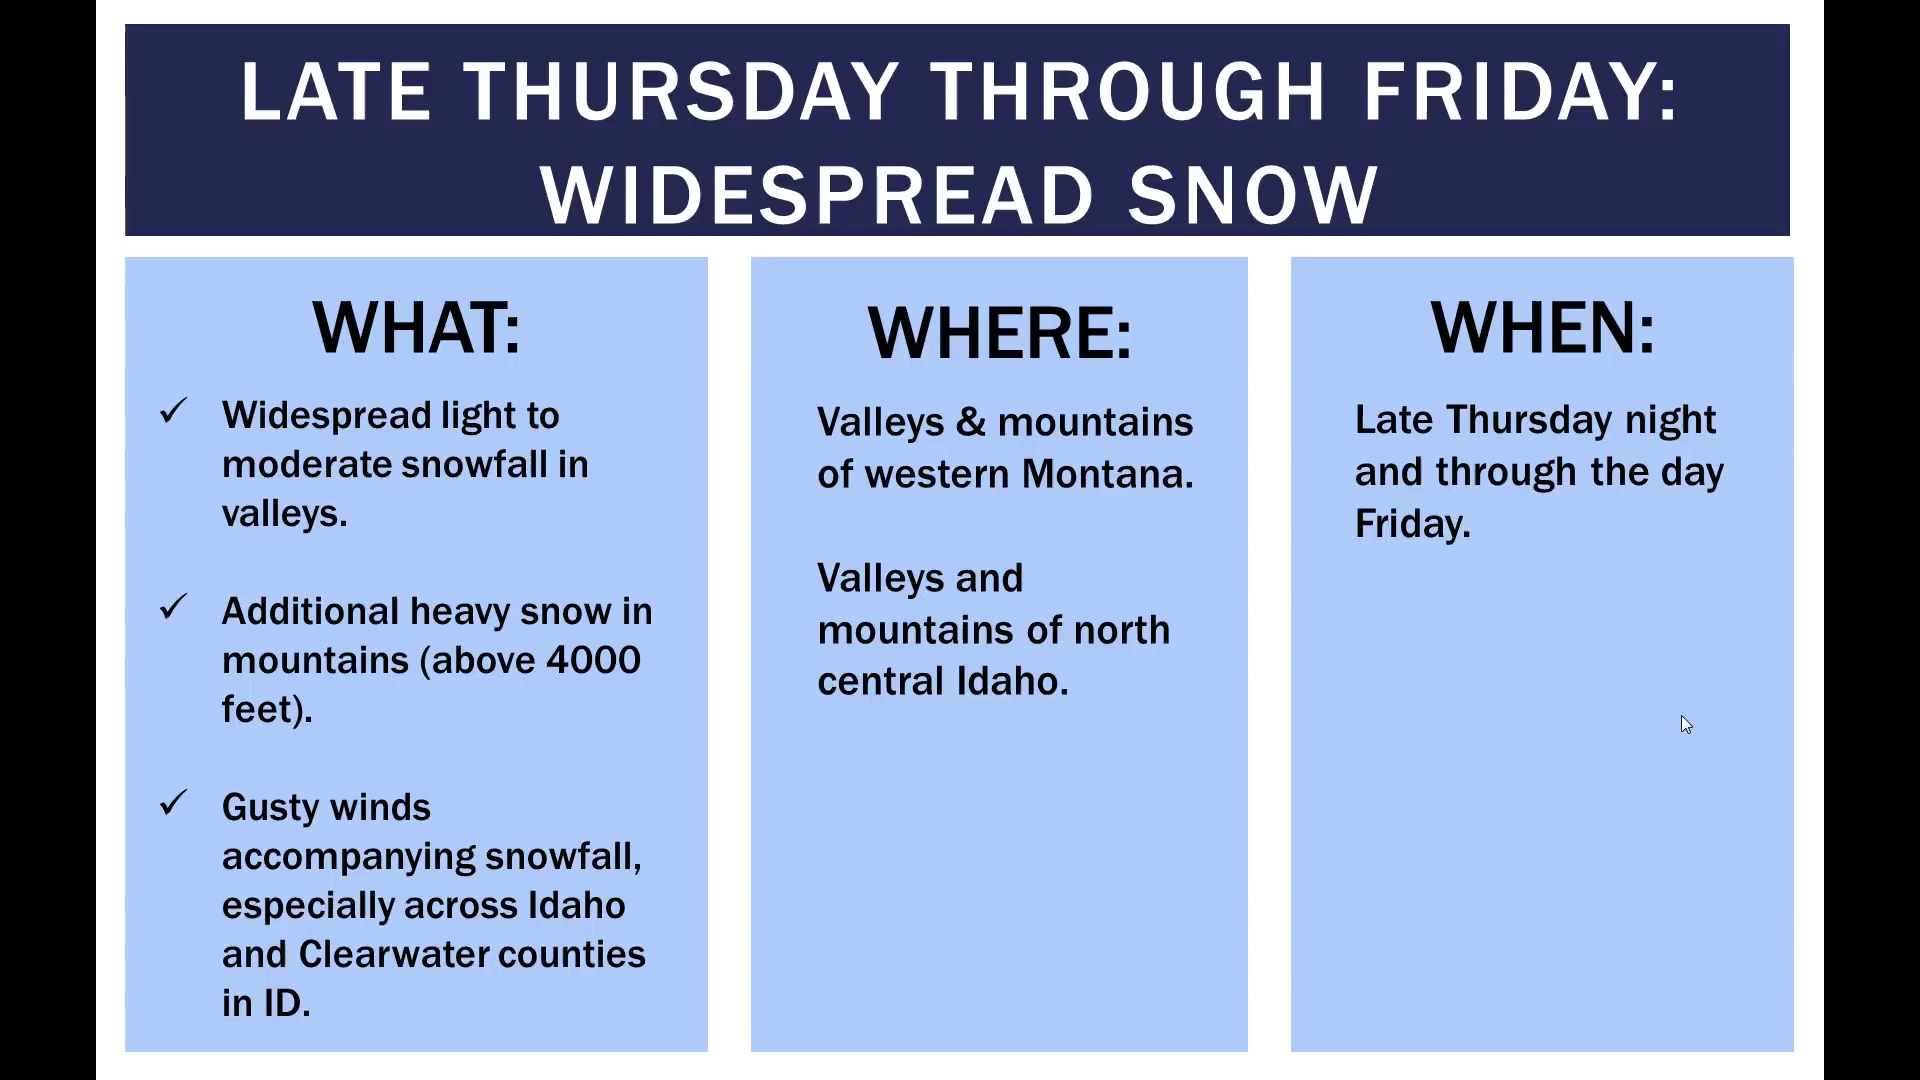 LATE THURSDAY THROUGH FRIDAY:
WIDESPREAD SNOW
WHAT:
✓ Widespread light to
moderate snowfall in
valleys.
✓ Additional heavy snow in
mountains (above 4000
feet).
✓ Gusty winds
accompanying snowfall,
especially across Idaho
and Clearwater counties
in ID.
WHERE:
Valleys & mountains
of western Montana.
Valleys and
mountains of north
central Idaho.
WHEN:
Late Thursday night
and through the day
Friday.